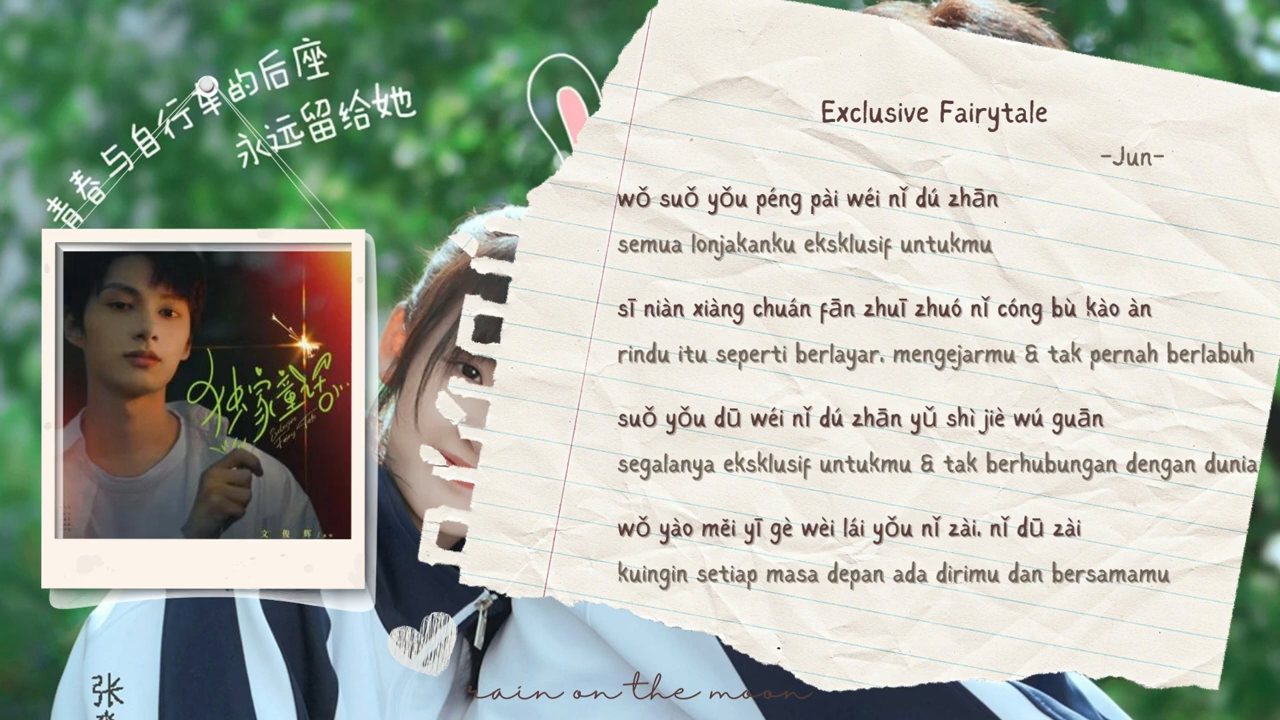 青春与自行车的后座
永远留给她
独家童话
Exclusive
Fairy Tale
文 俊 辉
Exclusive Fairytale
-Jun-
wǒ suǒ yǒu péng pài wéi nǐ dú zhān
semua lonjakanku eksklusif untukmu
sī niàn xiàng chuán fān zhuī zhuó nǐ cóng bù kào àn
rindu itu seperti berlayar. mengejarmu & tak pernah berlabuh
suǒ yǒu dū wéi nǐ dú zhān yǔ shì jiè wú guān
segalanya eksklusif untukmu & tak berhubungan dengan dunia
wǒ yào měi yī gè wèi lái yǒu nǐ zài. nǐ dū zài
kuingin setiap masa depan ada dirimu dan bersamamu
张
rain on the moon